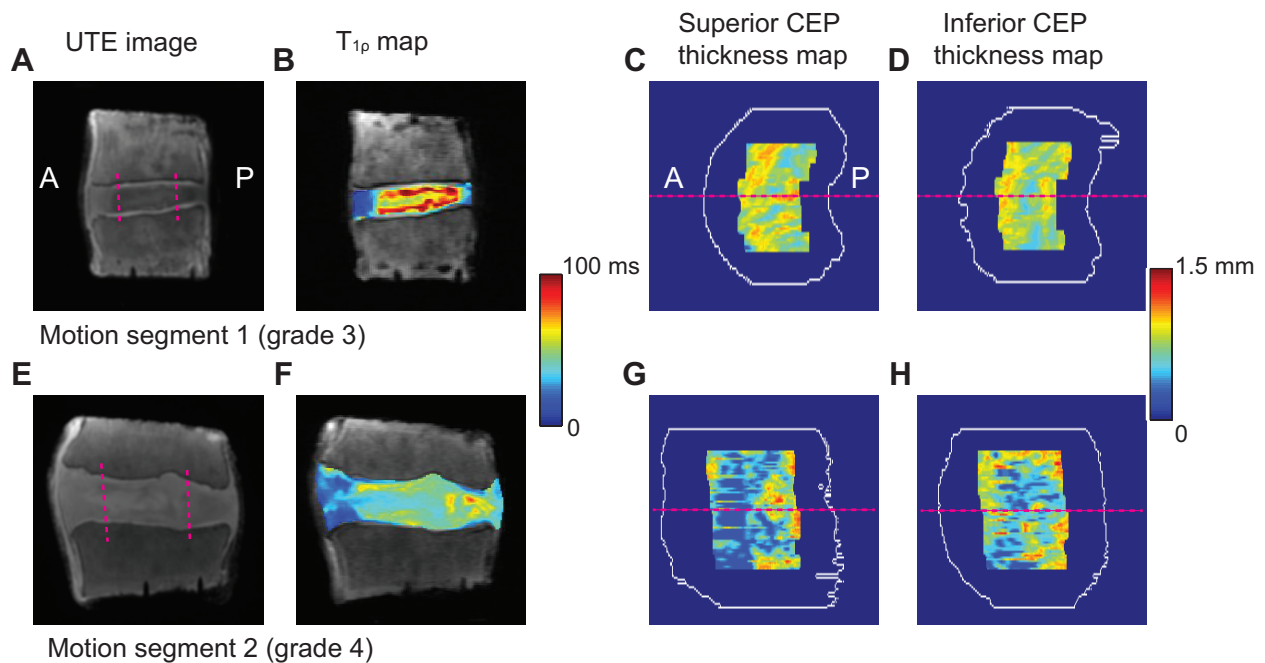 UTE image
T1ρ map
Superior CEP
thickness map
Inferior CEP
thickness map
A
B
C
D
A
P
A
P
100 ms
0
1.5 mm
0
Motion segment 1 (grade 3)
E
F
G
H
Motion segment 2 (grade 4)